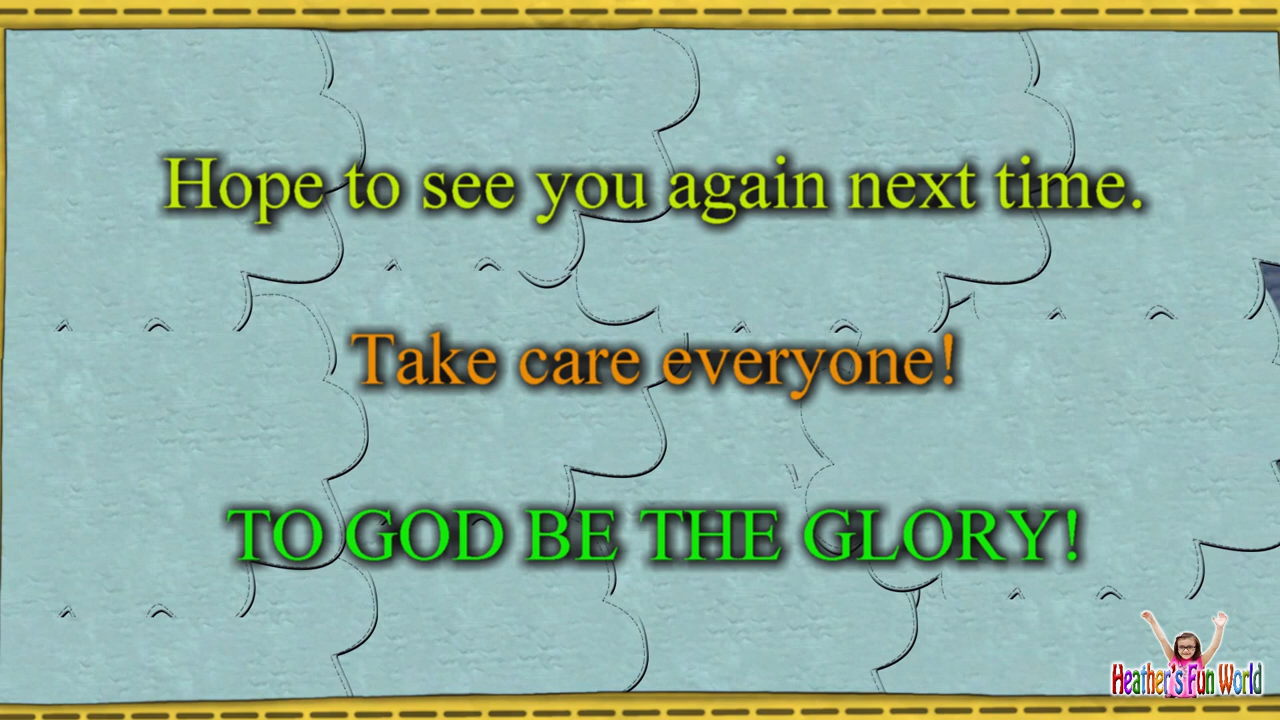 Hope to see you again next time.
Take care everyone!
TO GOD BE THE GLORY!
Heather's Fun World